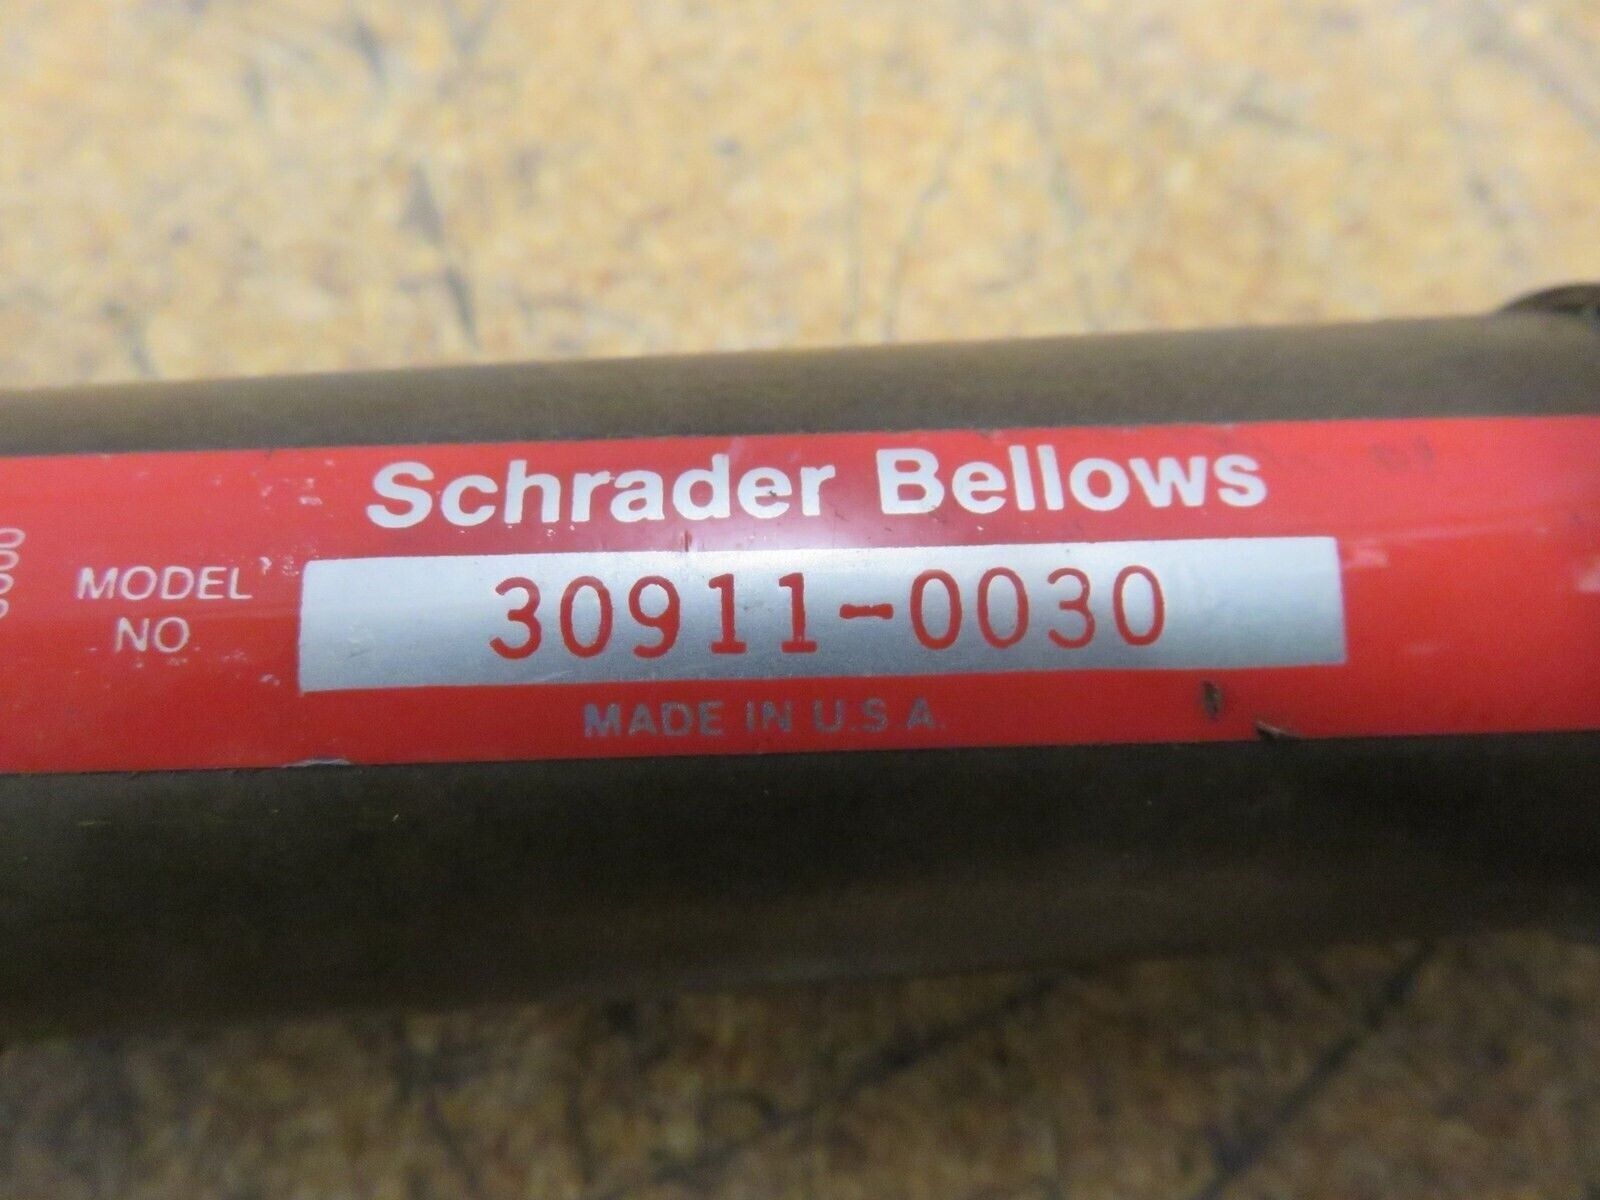 Schrader Bellows
MODEL
NO.
30911-0030
MADE IN U.S.A.